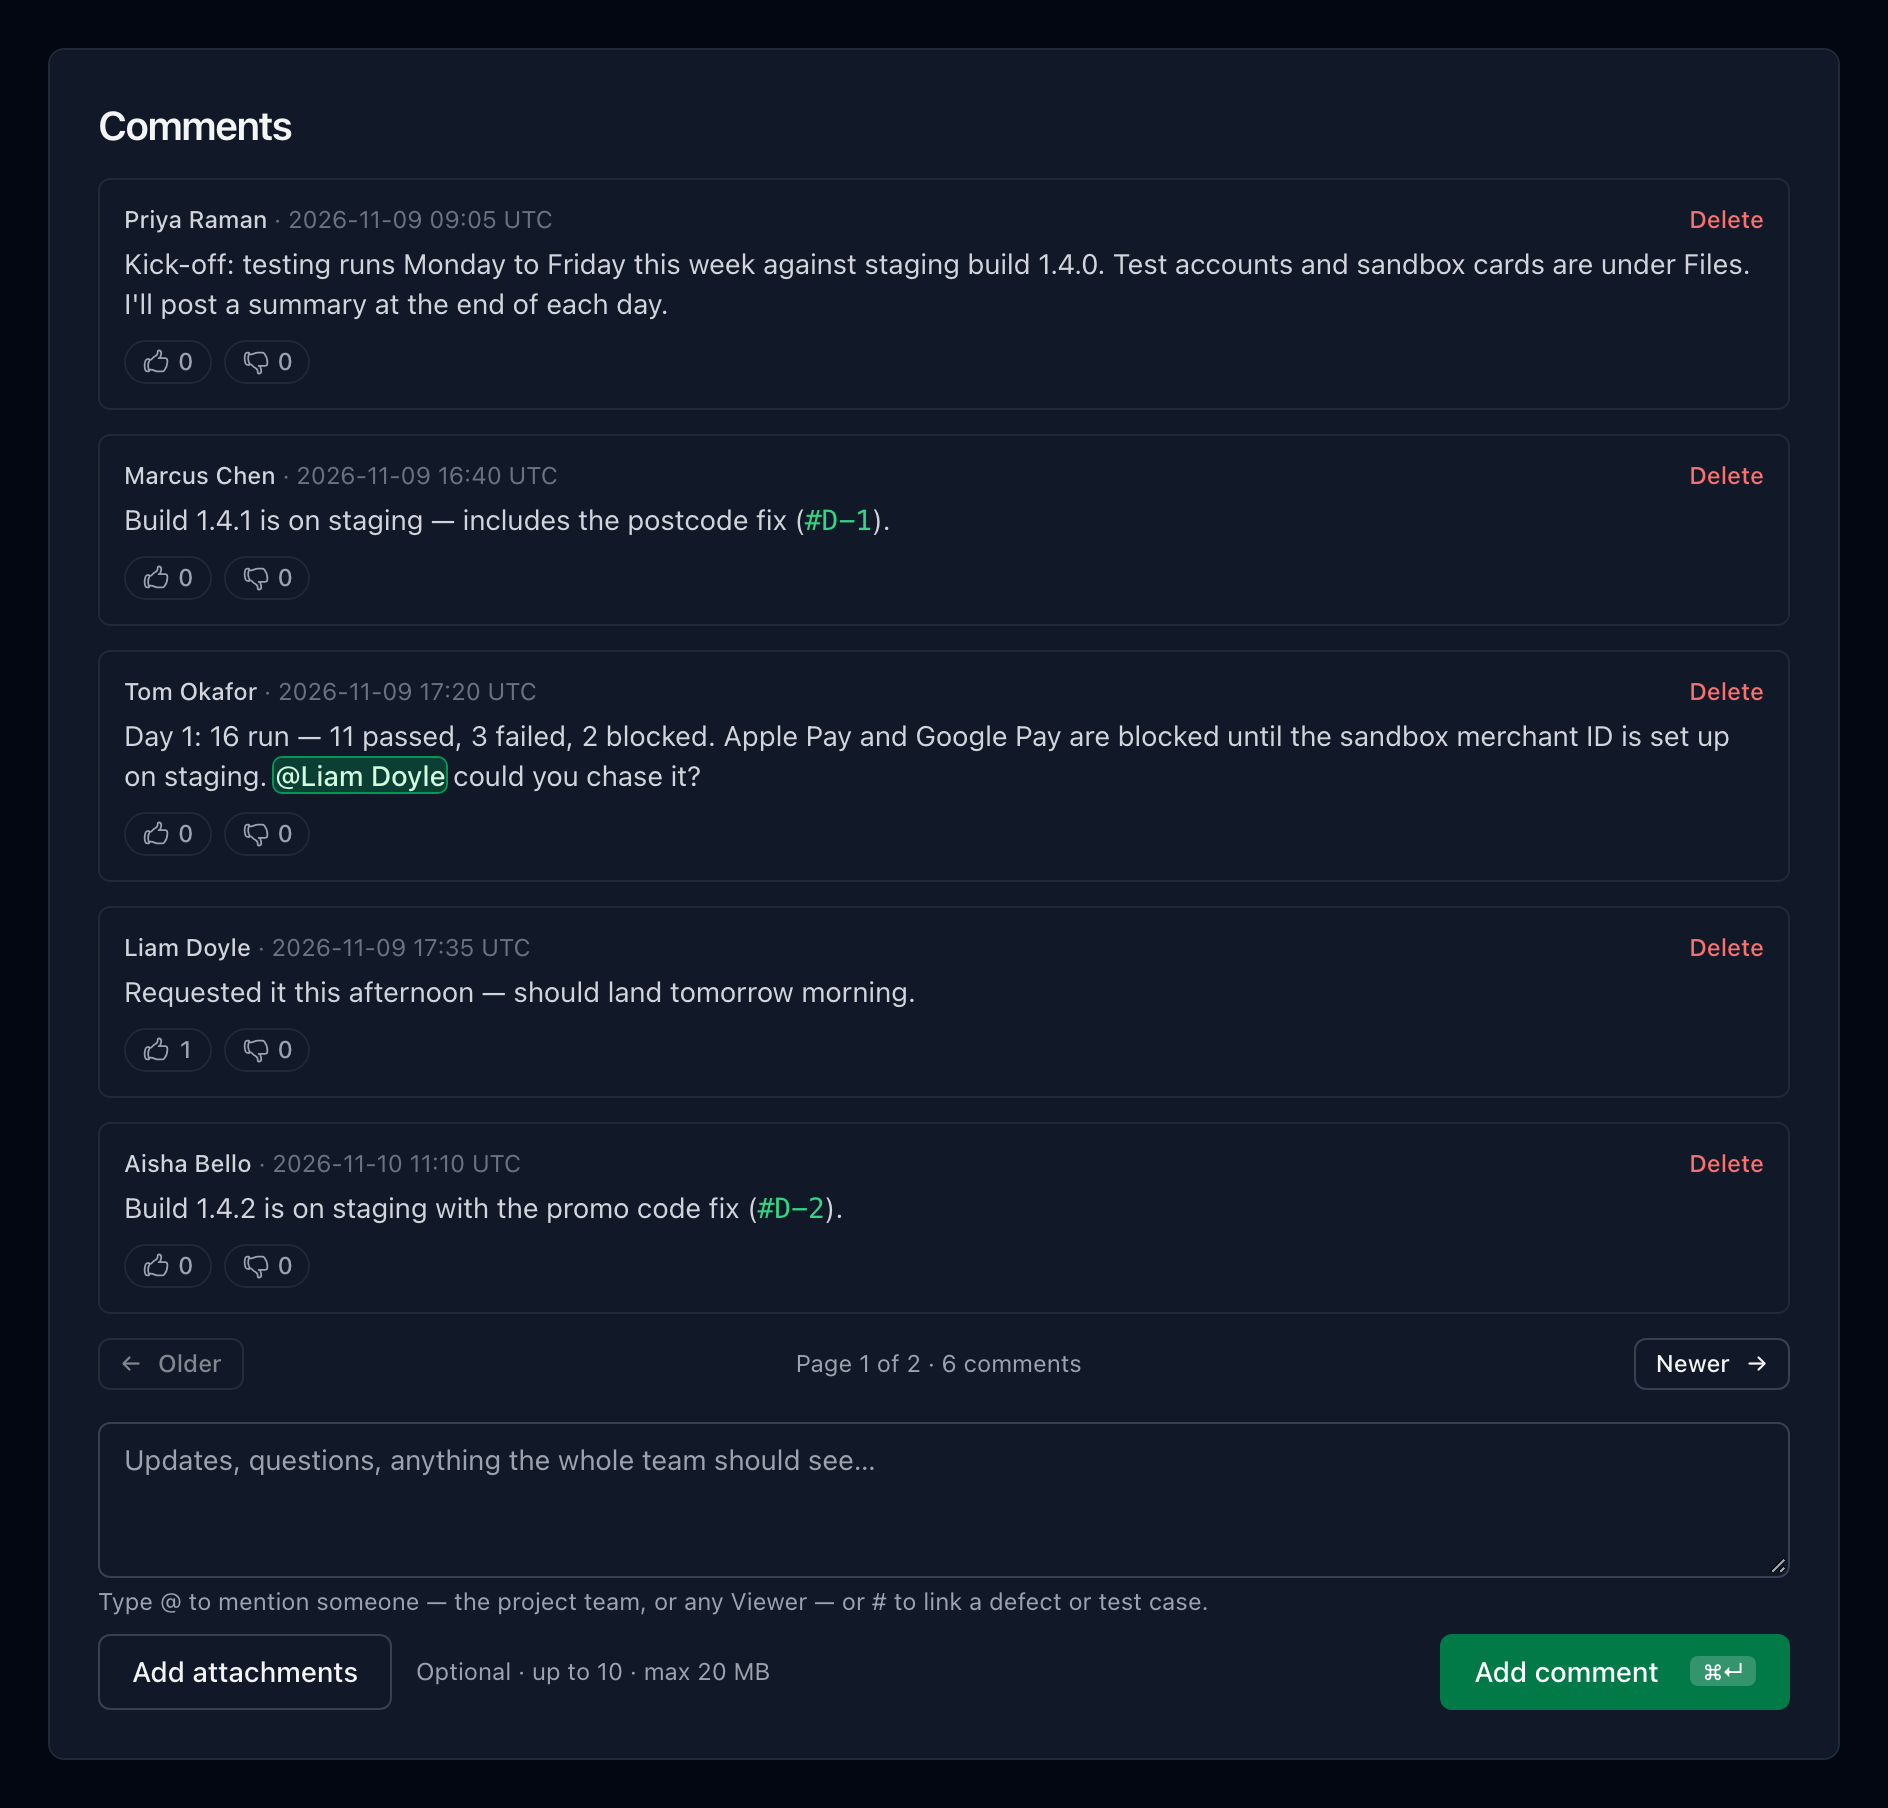 Comments
Priya Raman · 2026-11-09 09:05 UTC
Delete
Kick-off: testing runs Monday to Friday this week against staging build 1.4.0. Test accounts and sandbox cards are under Files.
I'll post a summary at the end of each day.
0 0
Marcus Chen · 2026-11-09 16:40 UTC
Delete
Build 1.4.1 is on staging — includes the postcode fix (#D-1).
0 0
Tom Okafor · 2026-11-09 17:20 UTC
Delete
Day 1: 16 run — 11 passed, 3 failed, 2 blocked. Apple Pay and Google Pay are blocked until the sandbox merchant ID is set up
on staging. @Liam Doyle could you chase it?
0 0
Liam Doyle · 2026-11-09 17:35 UTC
Delete
Requested it this afternoon — should land tomorrow morning.
1 0
Aisha Bello · 2026-11-10 11:10 UTC
Delete
Build 1.4.2 is on staging with the promo code fix (#D-2).
0 0
← Older
Page 1 of 2 · 6 comments
Newer →
Updates, questions, anything the whole team should see...
Type @ to mention someone — the project team, or any Viewer — or # to link a defect or test case.
Add attachments
Optional · up to 10 · max 20 MB
Add comment ⌘↵